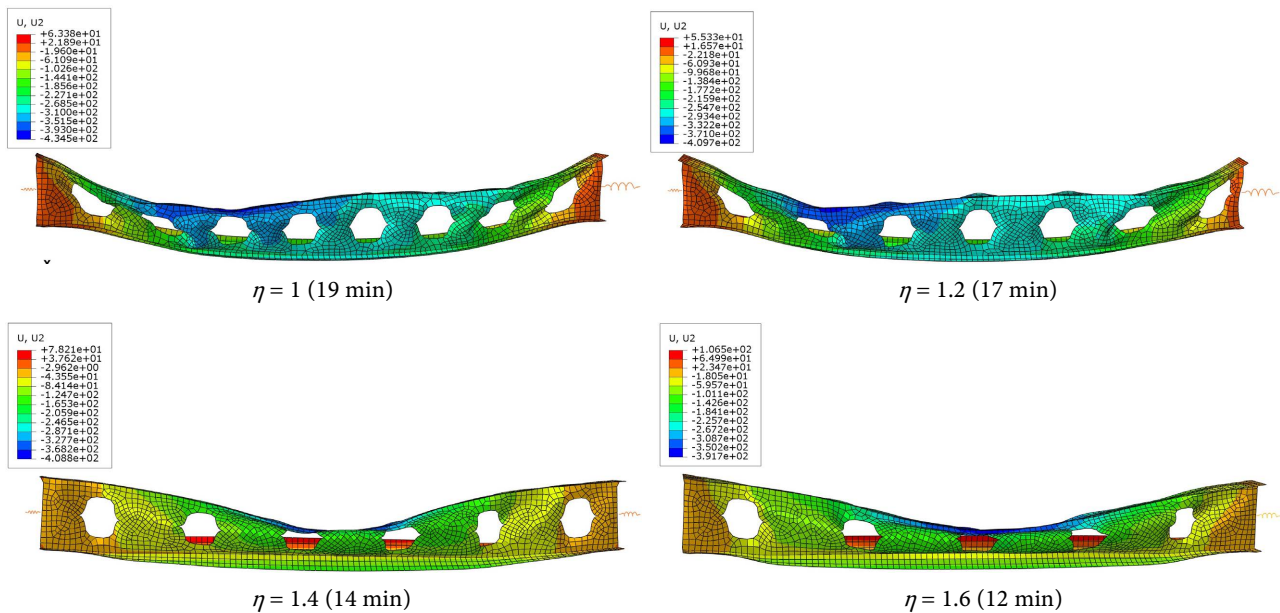 U, U2
+6.338e+01
+2.189e+01
-1.960e+01
-6.109e+01
-1.026e+02
-1.441e+02
-1.856e+02
-2.271e+02
-2.685e+02
-3.100e+02
-3.515e+02
-3.930e+02
-4.345e+02
η = 1 (19 min)
U, U2
+5.533e+01
+1.657e+01
-2.218e+01
-6.093e+01
-9.968e+01
-1.384e+02
-1.772e+02
-2.159e+02
-2.547e+02
-2.934e+02
-3.322e+02
-3.710e+02
-4.097e+02
η = 1.2 (17 min)
U, U2
+7.821e+01
+3.762e+01
-2.962e+00
-4.355e+01
-8.414e+01
-1.247e+02
-1.653e+02
-2.059e+02
-2.465e+02
-2.871e+02
-3.277e+02
-3.682e+02
-4.088e+02
η = 1.4 (14 min)
U, U2
+1.065e+02
+6.499e+01
+2.347e+01
-1.805e+01
-5.957e+01
-1.011e+02
-1.426e+02
-1.841e+02
-2.257e+02
-2.672e+02
-3.087e+02
-3.502e+02
-3.917e+02
η = 1.6 (12 min)